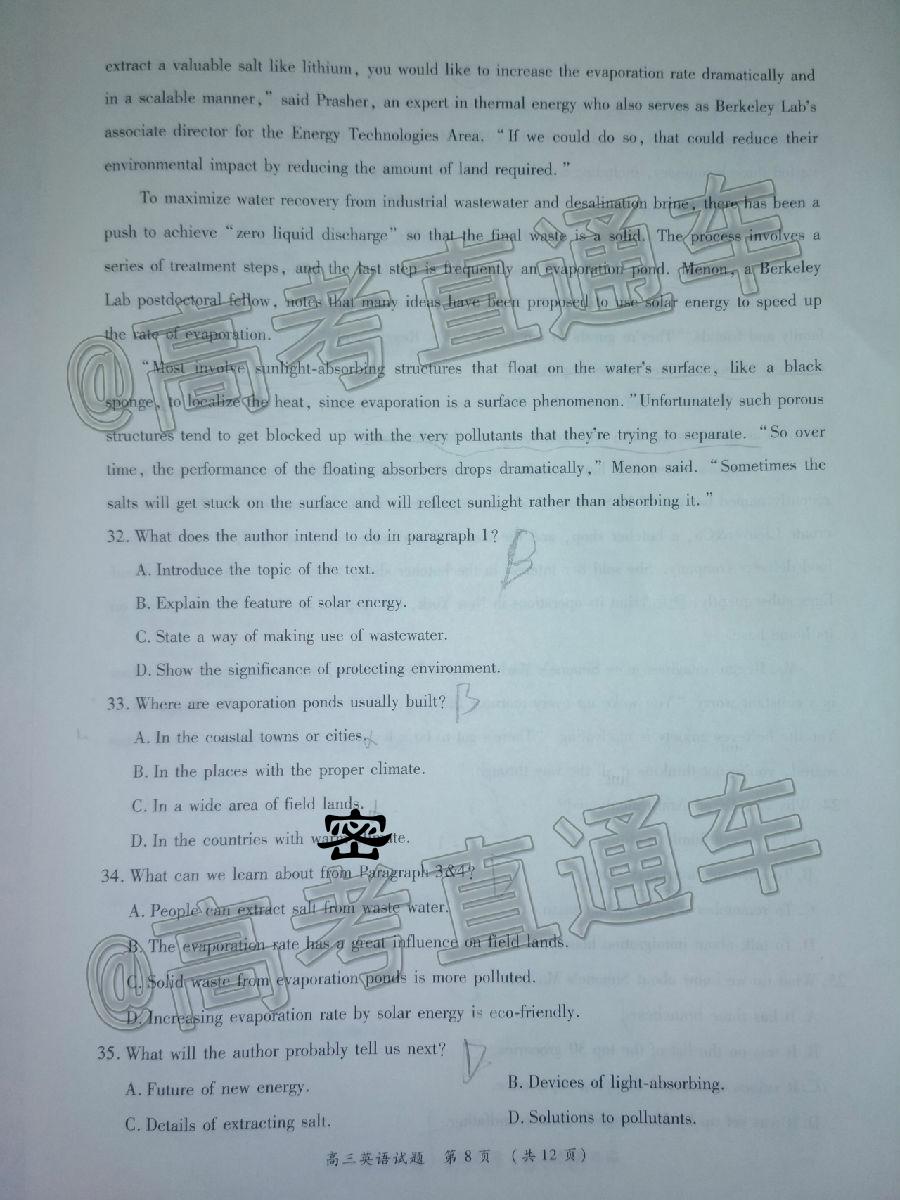 extract a valuable salt like lithium, you would like to increase the evaporation rate dramatically and
in a scalable manner," said Prasher, an expert in thermal energy who also serves as Berkeley Lab's
associate director for the Energy Technologies Area. "If we could do so, that could reduce their
environmental impact by reducing the amount of land required."
To maximize water recovery from industrial wastewater and desalination brine, there has been a
push to achieve "zero liquid discharge" so that the final waste is a solid. The process involves a
series of treatment steps, and the last step is frequently an evaporation pond. Menon, a Berkeley
Lab postdoctoral fellow, notes that many ideas have been proposed to use solar energy to speed up
the rate of evaporation.
"Most involve sunlight-absorbing structures that float on the water's surface, like a black
sponge, to localize the heat, since evaporation is a surface phenomenon."Unfortunately such porous
structures tend to get blocked up with the very pollutants that they're trying to separate. "So over
time, the performance of the floating absorbers drops dramatically," Menon said. "Sometimes the
salts will get stuck on the surface and will reflect sunlight rather than absorbing it."
32. What does the author intend to do in paragraph 1? B
A. Introduce the topic of the text.
B. Explain the feature of solar energy.
C. State a way of making use of wastewater.
D. Show the significance of protecting environment.
33. Where are evaporation ponds usually built? B
A. In the coastal towns or cities.
B. In the places with the proper climate.
C. In a wide area of field lands.
D. In the countries with warm climate.
密
34. What can we learn about from Paragraph 3&4?
A. People can extract salt from waste water.
B. The evaporation rate has a great influence on field lands.
C. Solid waste from evaporation ponds is more polluted.
D. Increasing evaporation rate by solar energy is eco-friendly.
35. What will the author probably tell us next? D
A. Future of new energy.
B. Devices of light-absorbing.
C. Details of extracting salt.
D. Solutions to pollutants.
高三英语试题 第 8 页 (共 12 页)
@高考直通车
@高考直通车